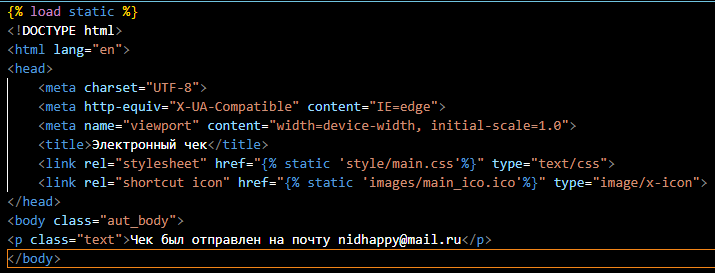 {% load static %}
<!DOCTYPE html>
<html lang="en">
<head>
    <meta charset="UTF-8">
    <meta http-equiv="X-UA-Compatible" content="IE=edge">
    <meta name="viewport" content="width=device-width, initial-scale=1.0">
    <title>Электронный чек</title>
    <link rel="stylesheet" href="{% static 'style/main.css'%}" type="text/css">
    <link rel="shortcut icon" href="{% static 'images/main_ico.ico'%}" type="image/x-icon">
</head>
<body class="aut_body">
<p class="text">Чек был отправлен на почту nidhappy@mail.ru</p>
</body>